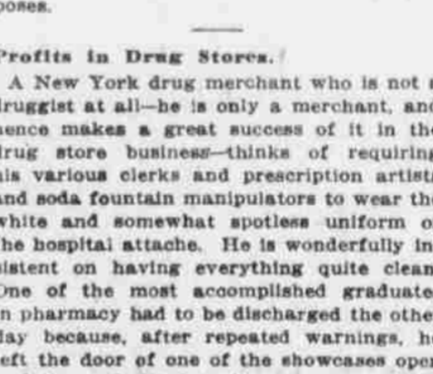 poses.
Profits in Drug Stores.
A New York drug merchant who is not a
druggist at all—he is only a merchant, and
hence makes a great success of it in the
drug store business—thinks of requiring
his various clerks and prescription artists
and soda fountain manipulators to wear the
white and somewhat spotless uniform of
the hospital attache. He is wonderfully in-
sistent on having everything quite clean.
One of the most accomplished graduates
in pharmacy had to be discharged the other
day because, after repeated warnings, he
left the door of one of the showcases open